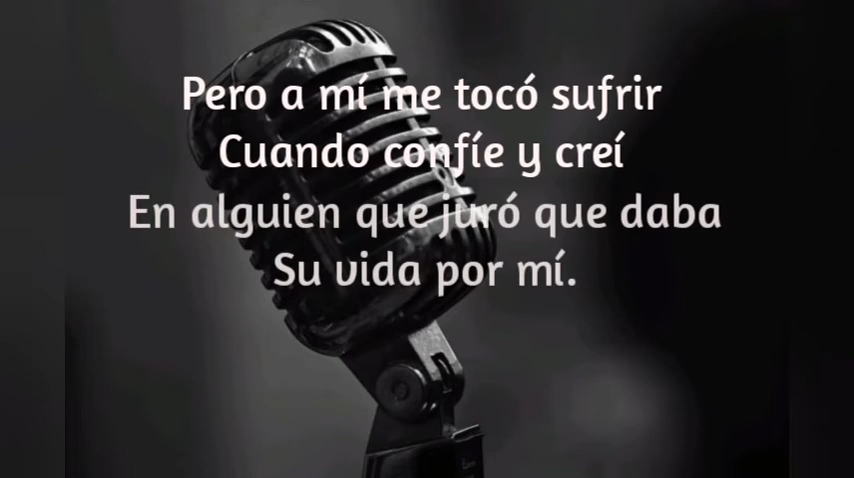 Pero a mí me tocó sufrir
Cuando confíe y creí
En alguien que juró que daba
Su vida por mí.